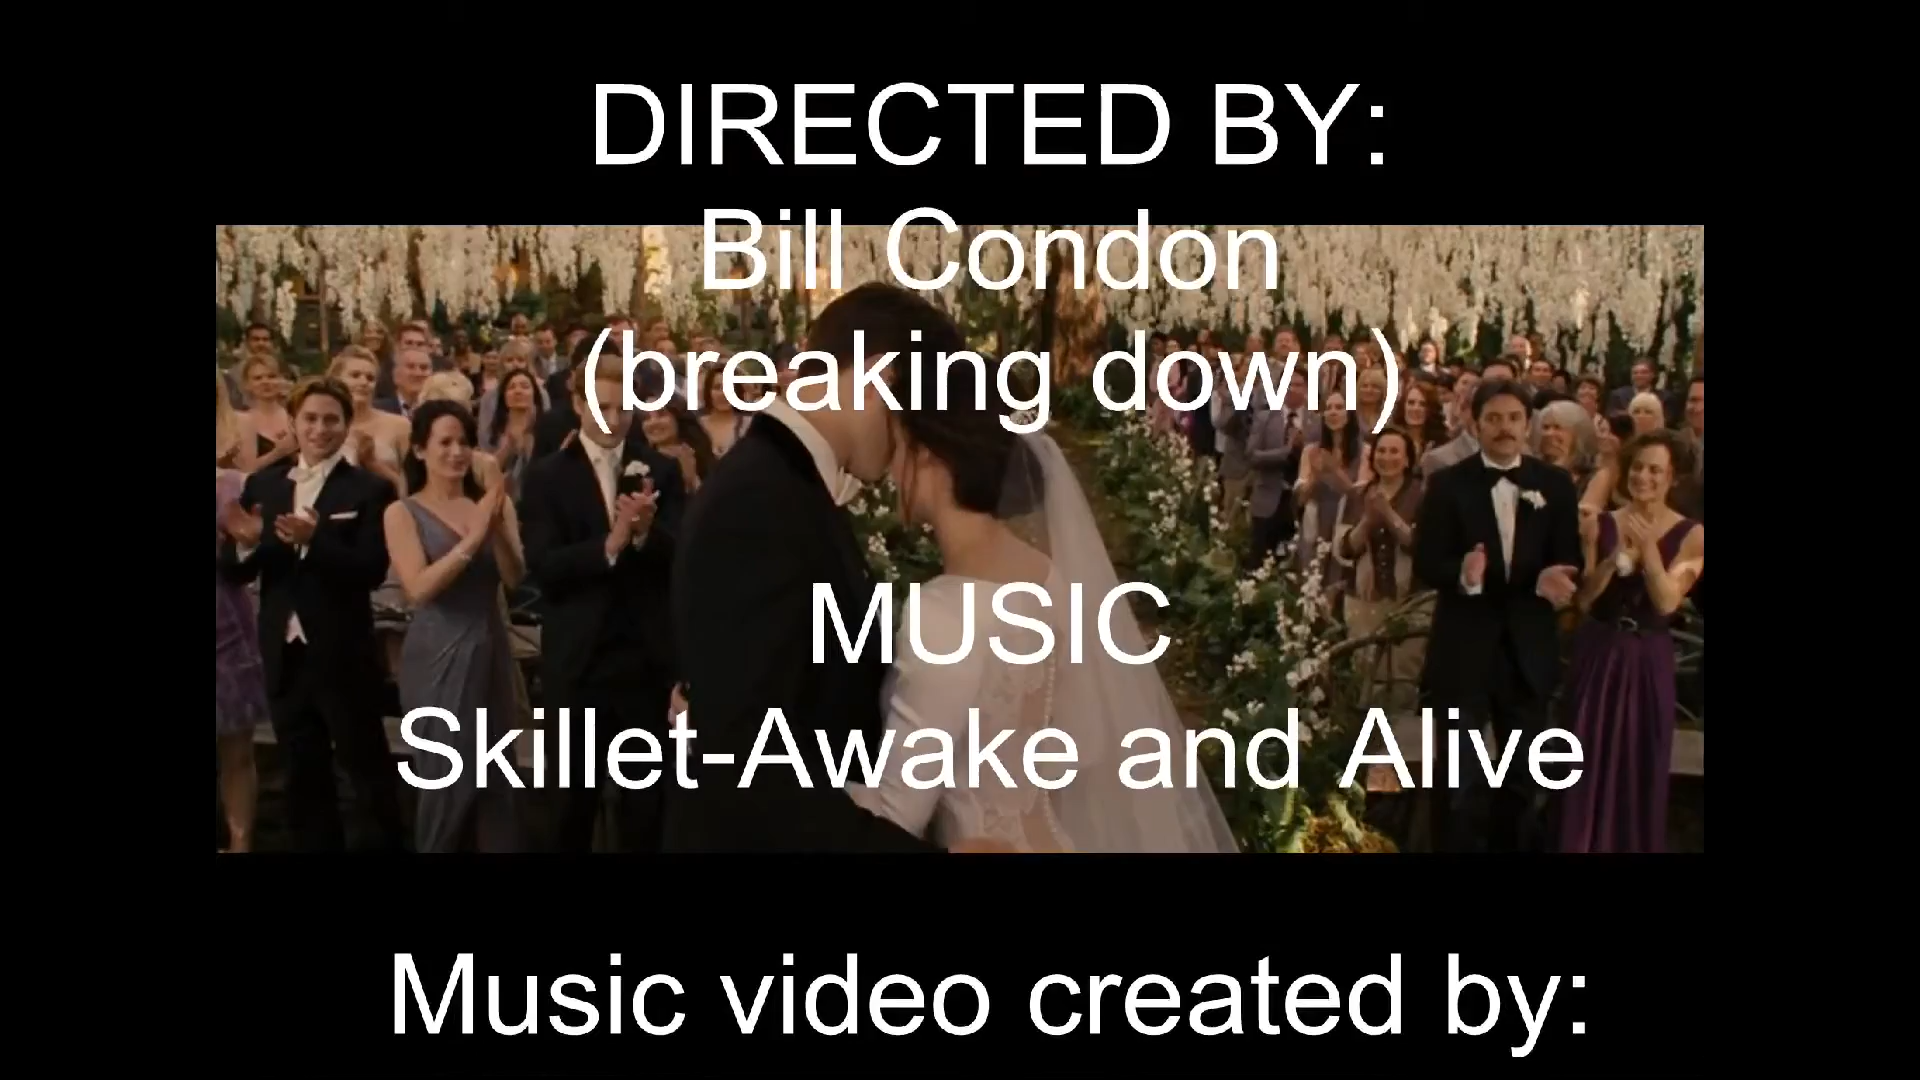 DIRECTED BY:
Bill Condon
(breaking down)
MUSIC
Skillet-Awake and Alive
Music video created by: